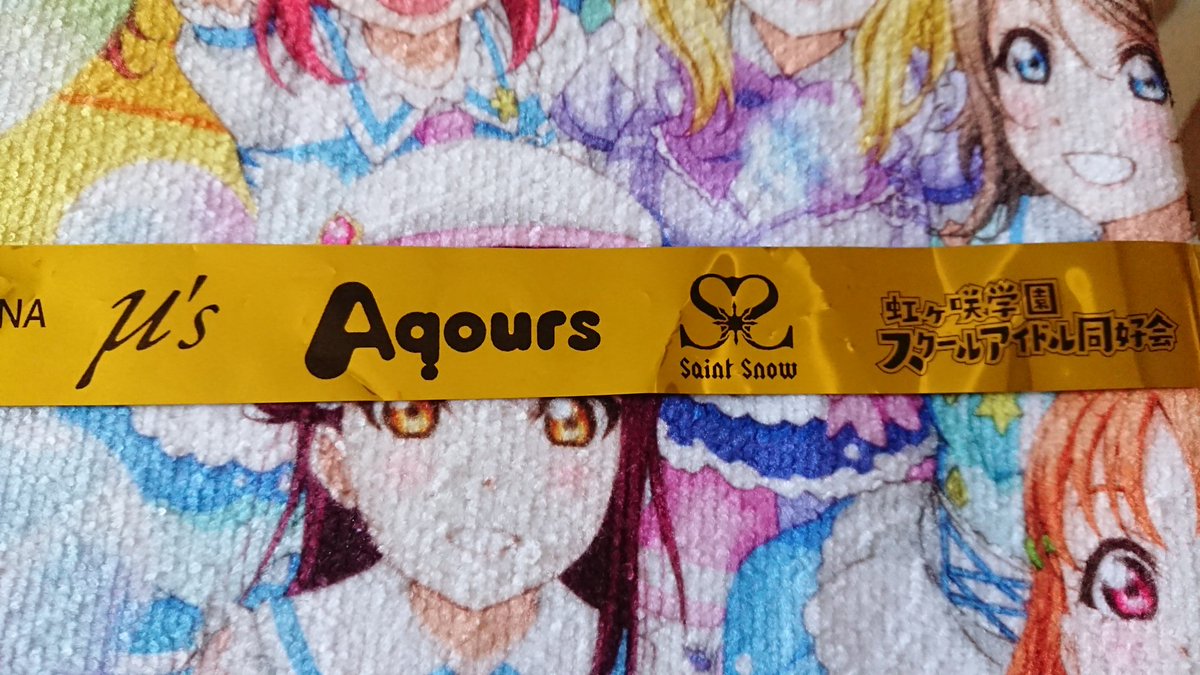 NA
μ's
Aqours
Saint Snow
虹ヶ咲学園
スクールアイドル同好会